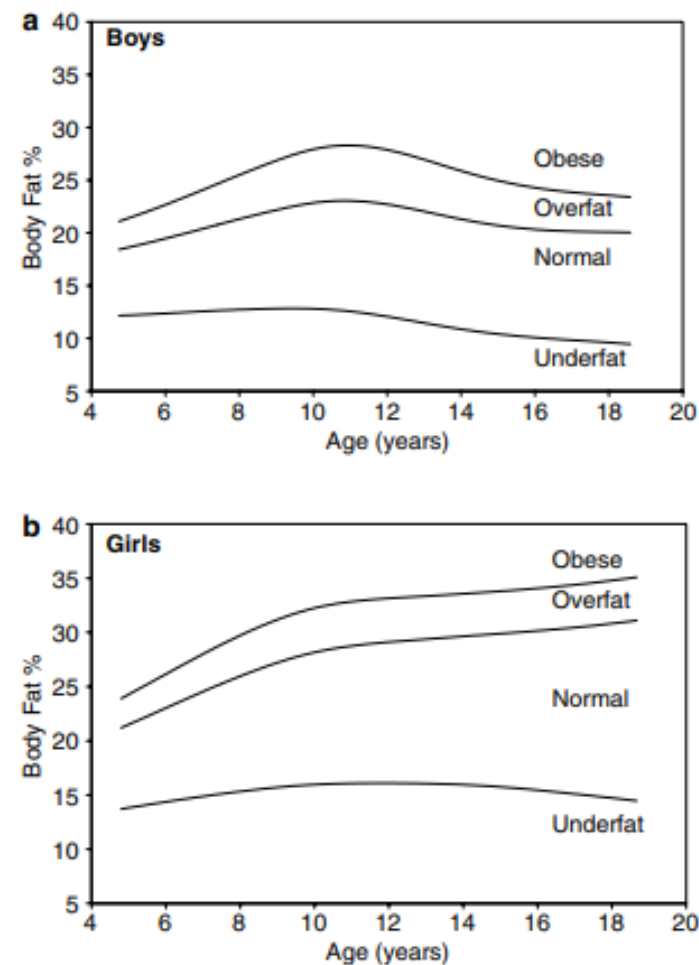 a
Boys
40
35
30
25
20
15
10
5
Body Fat %
Obese
Overfat
Normal
Underfat
4 6 8 10 12 14 16 18 20
Age (years)
b
Girls
40
35
30
25
20
15
10
5
Body Fat %
Obese
Overfat
Normal
Underfat
4 6 8 10 12 14 16 18 20
Age (years)